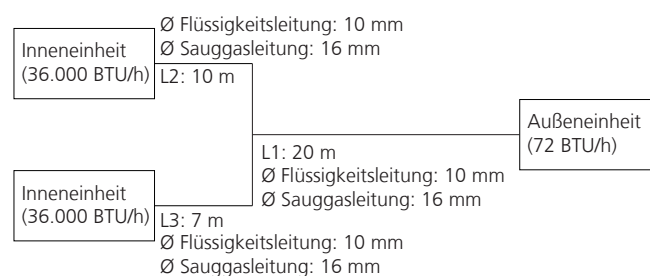 Ø Flüssigkeitsleitung: 10 mm
Ø Sauggasleitung: 16 mm
Inneneinheit
(36.000 BTU/h)
L2: 10 m
Außeneinheit
(72 BTU/h)
L1: 20 m
Ø Flüssigkeitsleitung: 10 mm
Ø Sauggasleitung: 16 mm
Inneneinheit
(36.000 BTU/h)
L3: 7 m
Ø Flüssigkeitsleitung: 10 mm
Ø Sauggasleitung: 16 mm